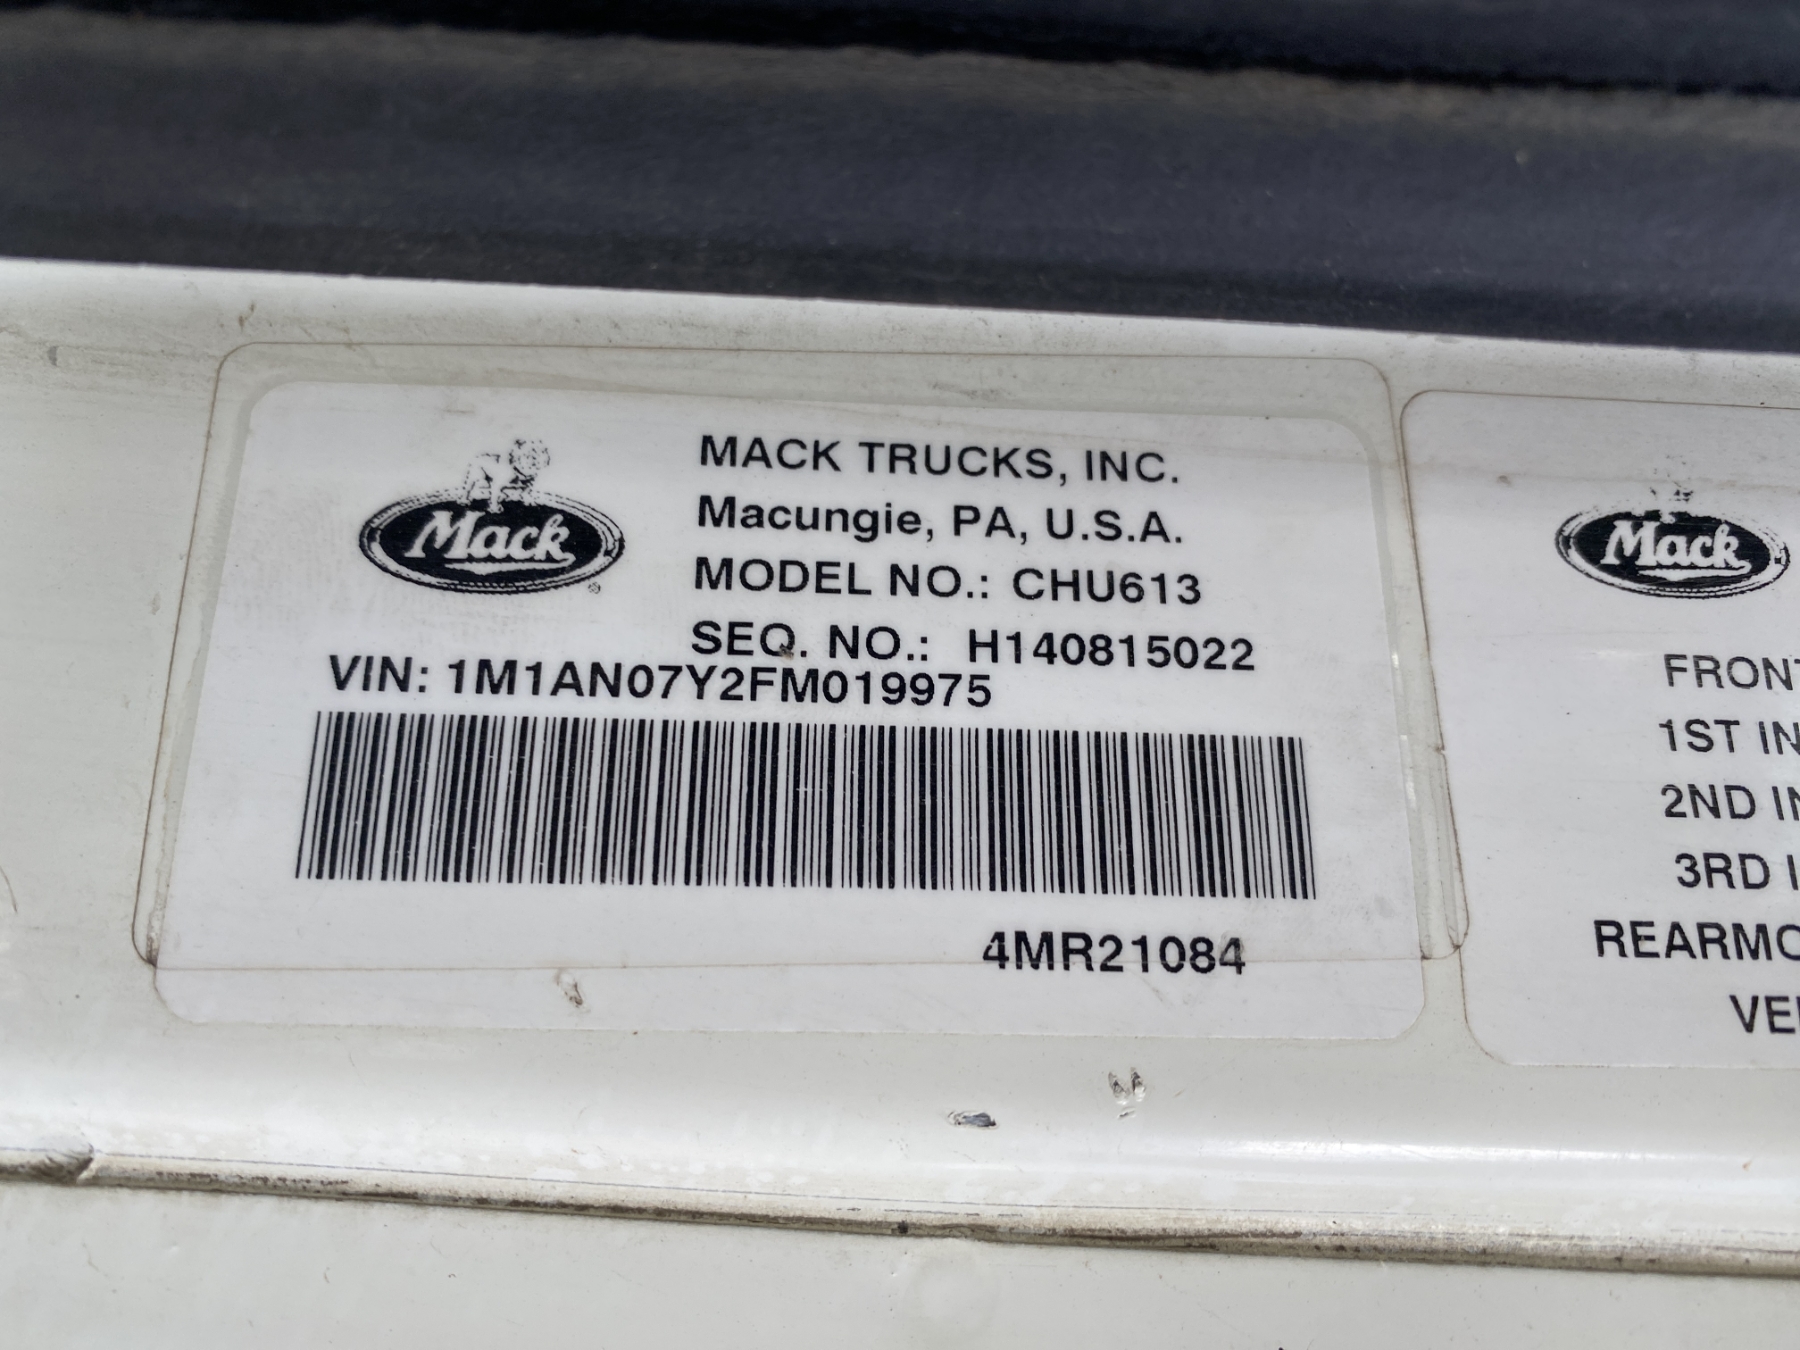 Mack
MACK TRUCKS, INC.
Macungie, PA, U.S.A.
MODEL NO.: CHU613
SEQ. NO.: H140815022
VIN: 1M1AN07Y2FM019975
4MR21084
Mack
FRONT
1ST IN
2ND IN
3RD I
REARMO
VEH